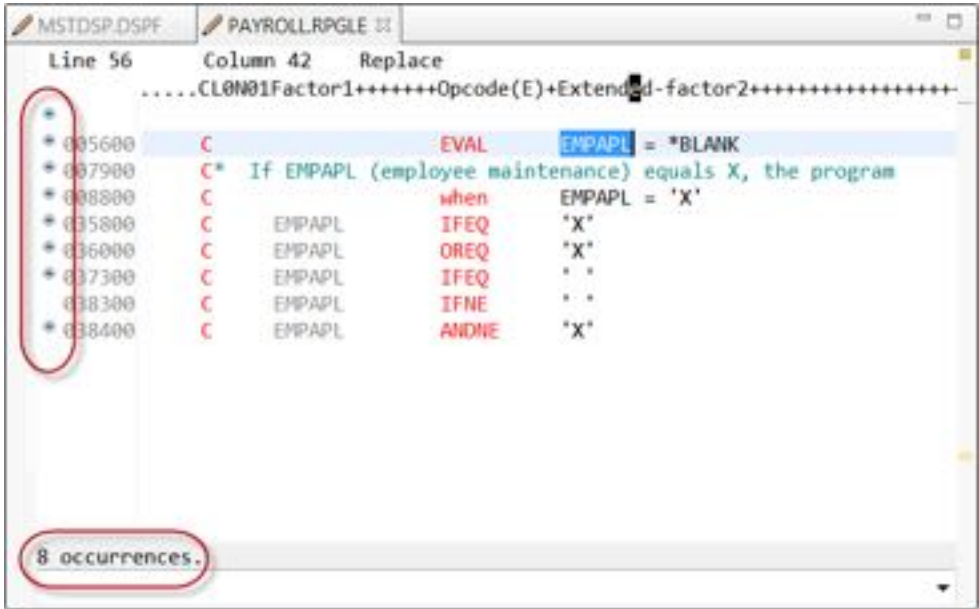 MSTDSP.DSPF PAYROLL.RPGLE
Line 56 Column 42 Replace
.....CL0N01Factor1+++++++Opcode(E)+Extended-factor2+++++++++++++++++
005600 C EVAL EMPAPL = *BLANK
007900 C* If EMPAPL (employee maintenance) equals X, the program
008800 C when EMPAPL = 'X'
035800 C EMPAPL IFEQ 'X'
036000 C EMPAPL OREQ 'X'
037300 C EMPAPL IFEQ ' '
038300 C EMPAPL IFNE ' '
038400 C EMPAPL ANDNE 'X'
8 occurrences.